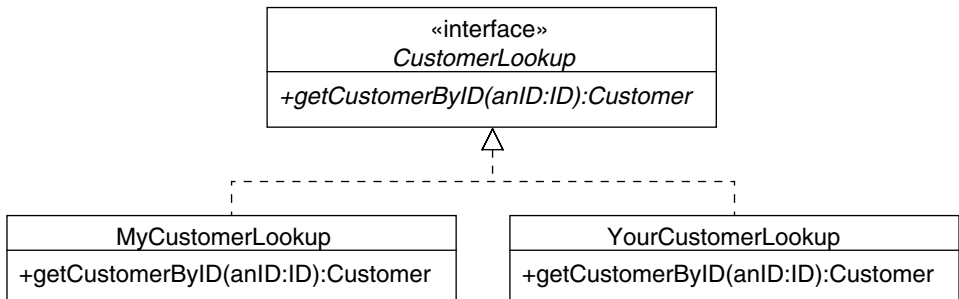 «interface»
CustomerLookup
+getCustomerByID(anID:ID):Customer
MyCustomerLookup
+getCustomerByID(anID:ID):Customer
YourCustomerLookup
+getCustomerByID(anID:ID):Customer